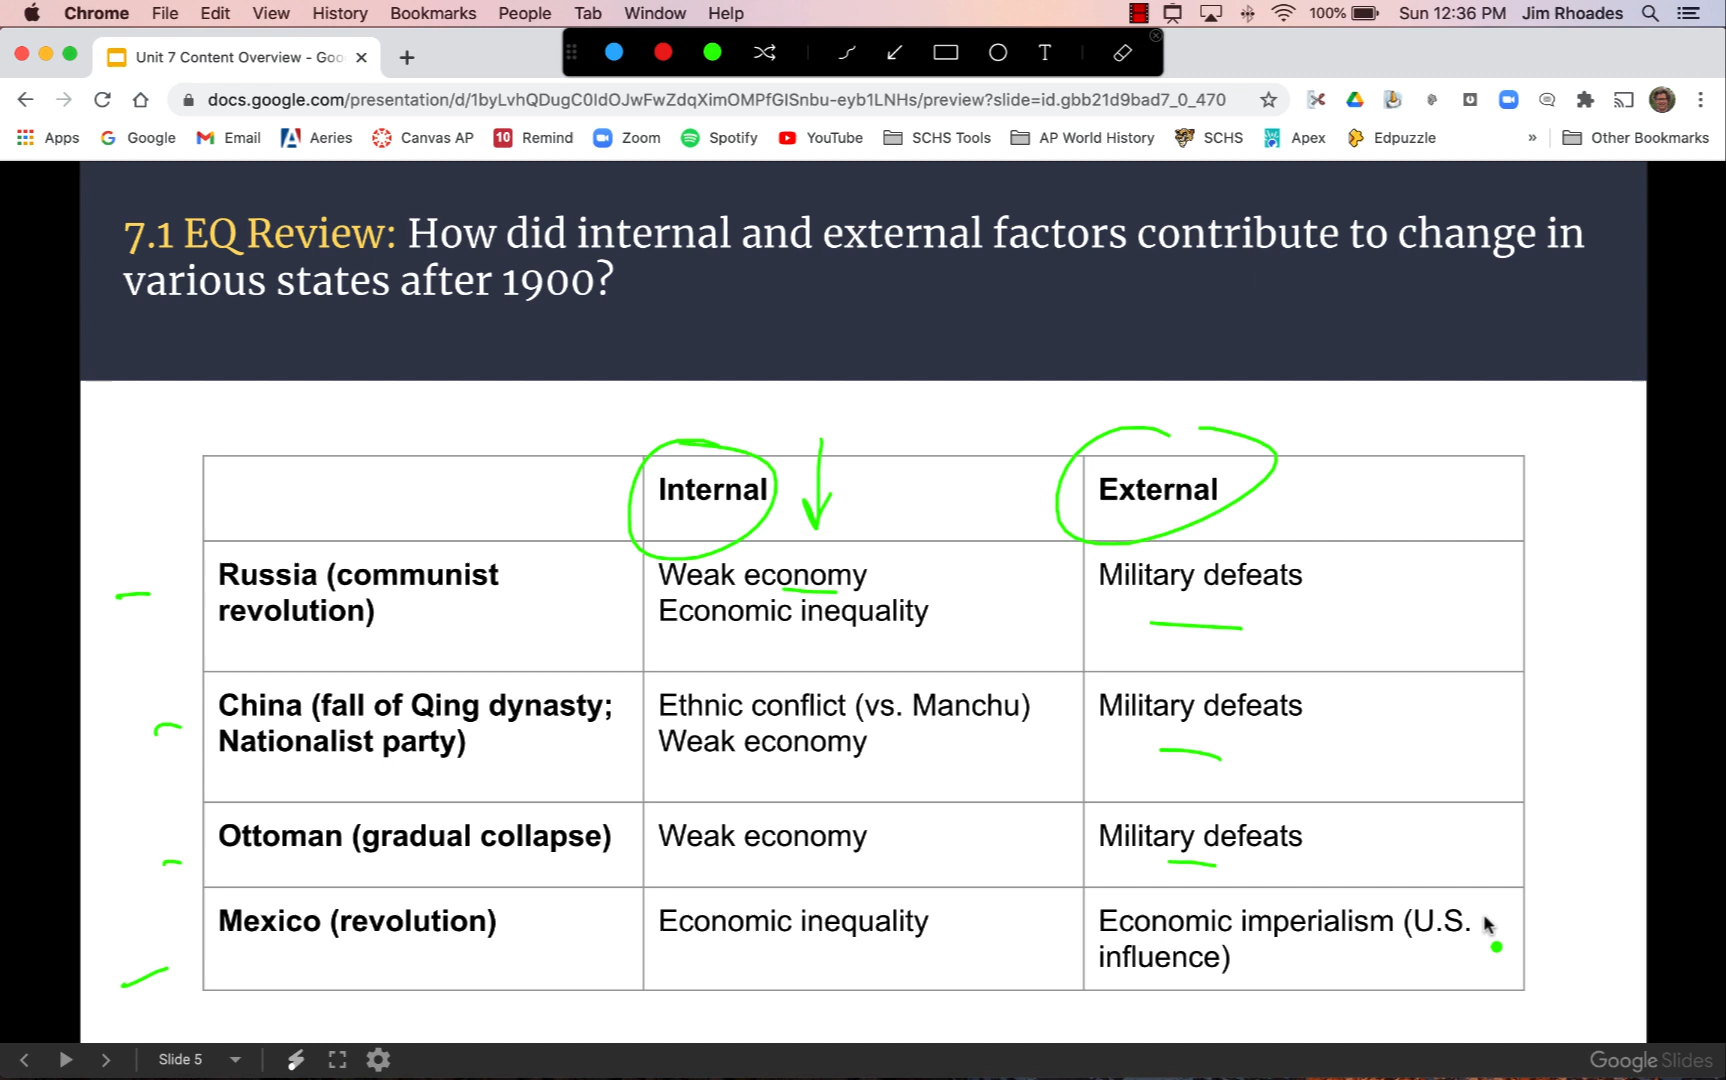 Chrome File Edit View History Bookmarks People Tab Window Help 100% Sun 12:36 PM Jim Rhoades
Unit 7 Content Overview - Goo
T
docs.google.com/presentation/d/1byLvhQDugC0IdOJwFwZdqXimOMPfGISnbu-eyb1LNHs/preview?slide=id.gbb21d9bad7_0_470
Apps Google Email Aeries Canvas AP 10 Remind Zoom Spotify YouTube SCHS Tools AP World History SCHS Apex Edpuzzle » Other Bookmarks
7.1 EQ Review: How did internal and external factors contribute to change in
various states after 1900?
Internal External
Russia (communist
revolution)
Weak economy
Economic inequality
Military defeats
China (fall of Qing dynasty;
Nationalist party)
Ethnic conflict (vs. Manchu)
Weak economy
Military defeats
Ottoman (gradual collapse)
Weak economy
Military defeats
Mexico (revolution)
Economic inequality
Economic imperialism (U.S.
influence)
Slide 5
Google Slides